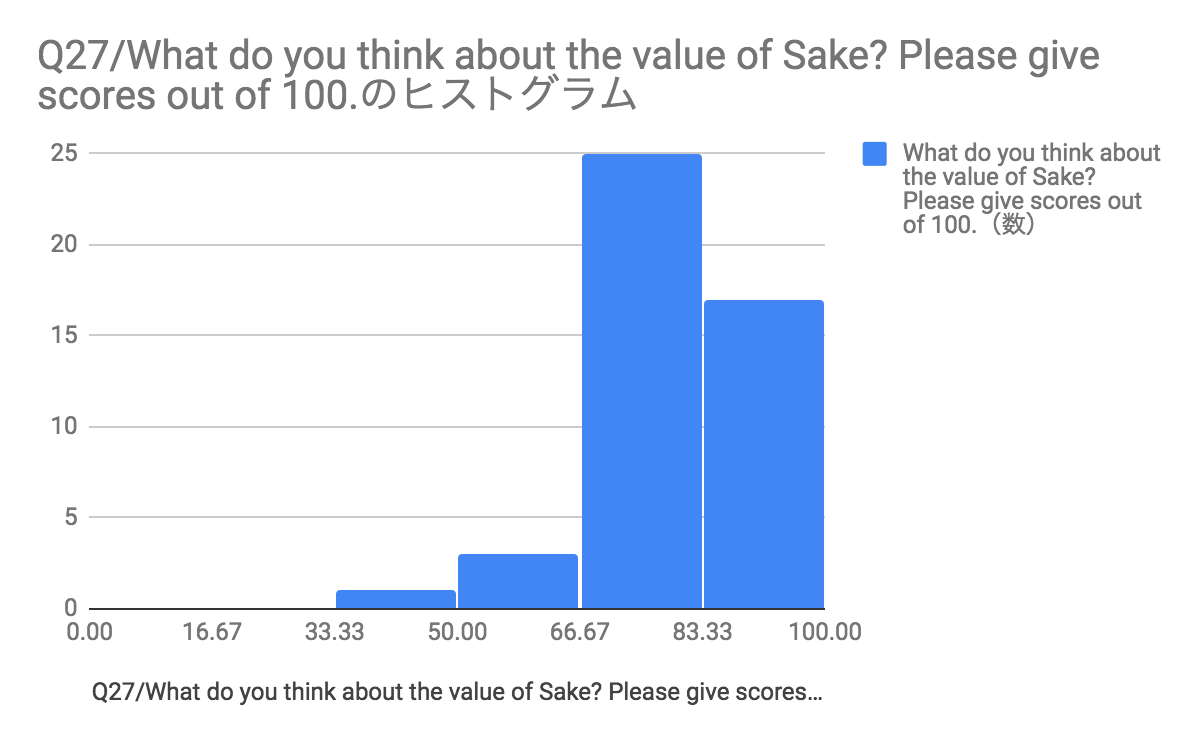 Q27/What do you think about the value of Sake? Please give
scores out of 100.のヒストグラム
25
20
15
10
5
0
0.00 16.67 33.33 50.00 66.67 83.33 100.00
Q27/What do you think about the value of Sake? Please give scores…
What do you think about
the value of Sake?
Please give scores out
of 100.（数）